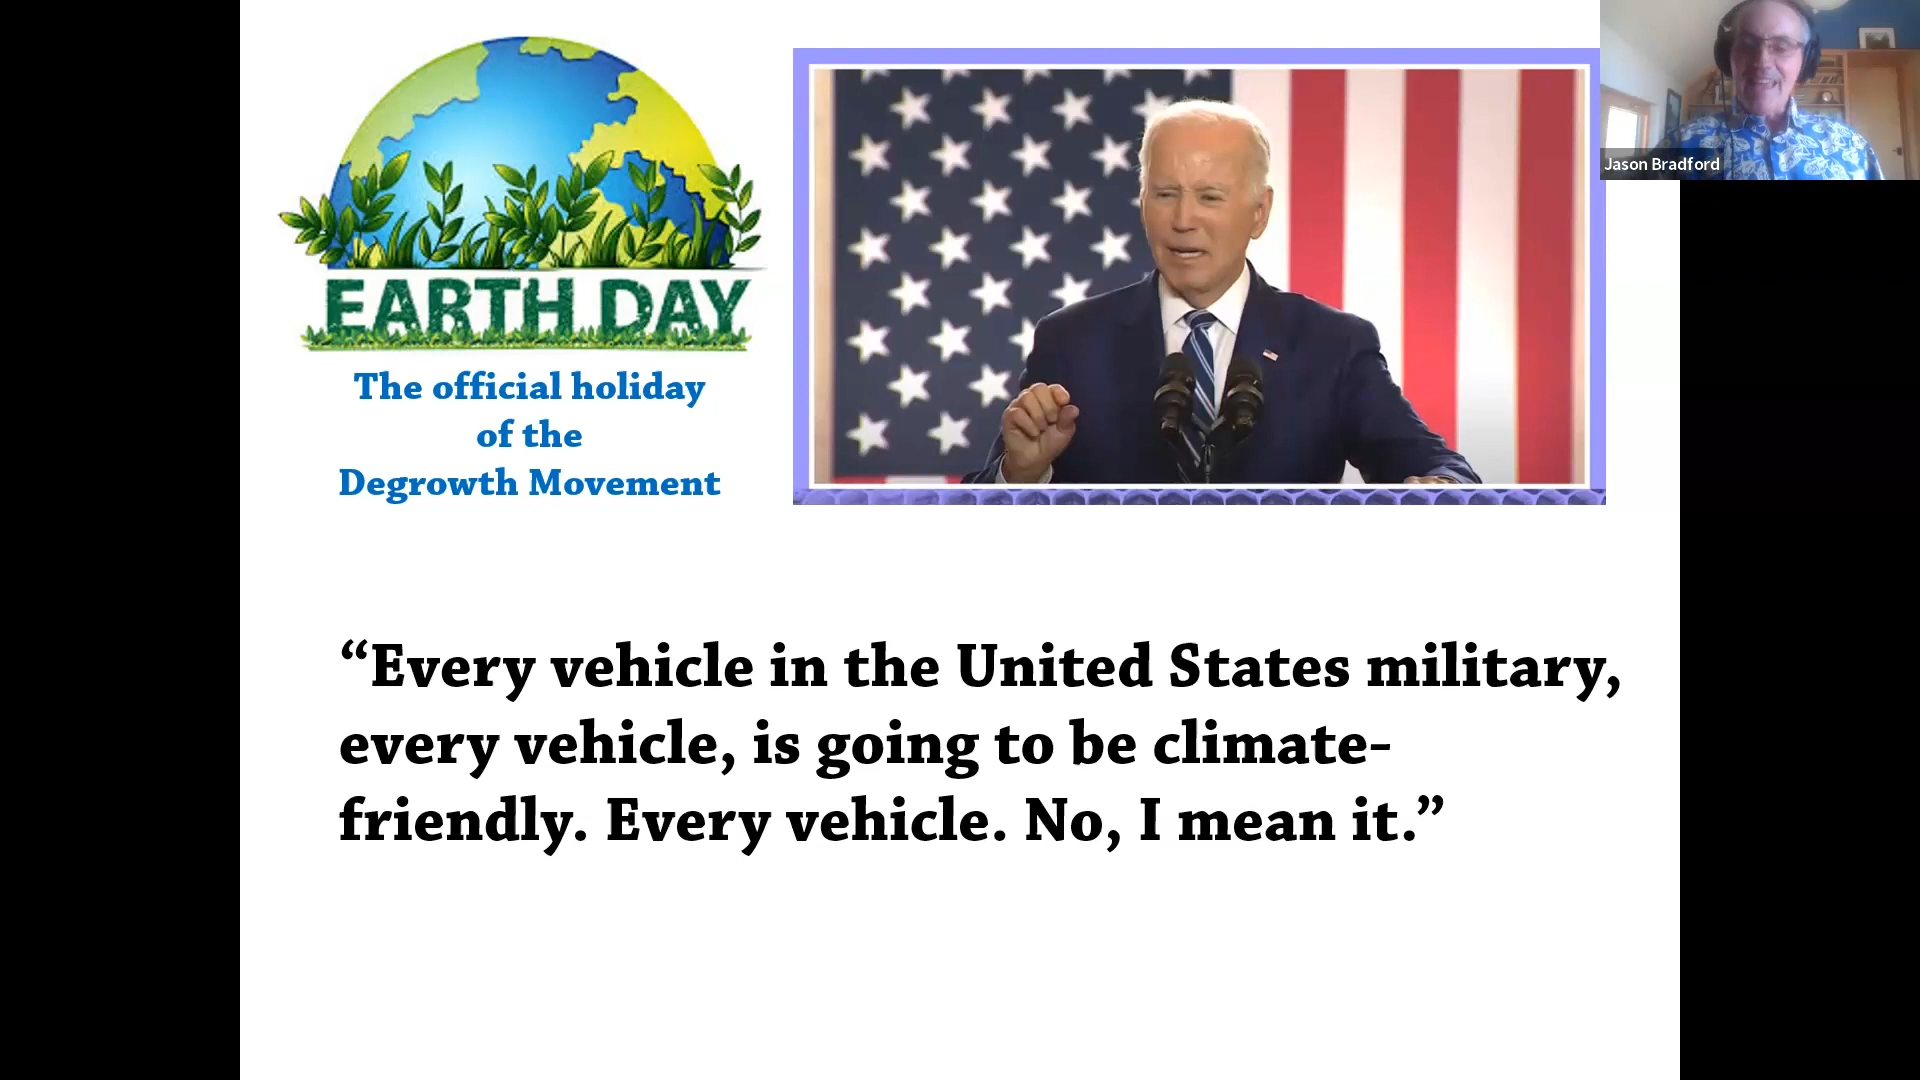 EARTH DAY
The official holiday
of the
Degrowth Movement
Jason Bradford
“Every vehicle in the United States military,
every vehicle, is going to be climate-
friendly. Every vehicle. No, I mean it.”